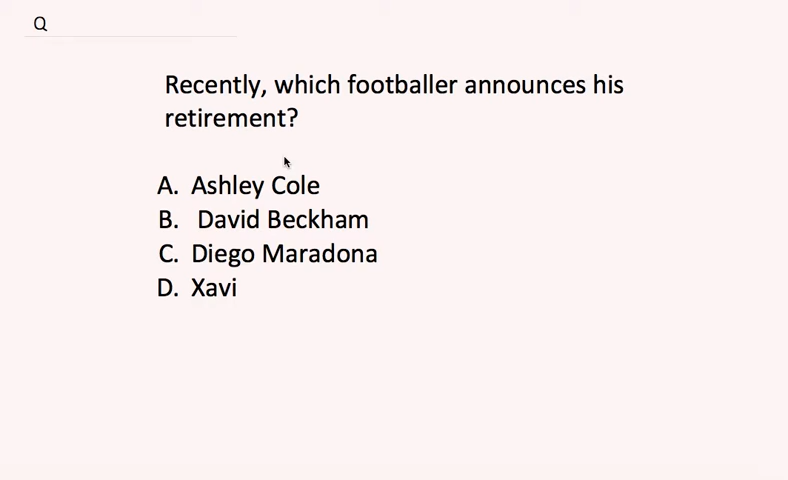 Q
Recently, which footballer announces his
retirement?
A. Ashley Cole
B. David Beckham
C. Diego Maradona
D. Xavi